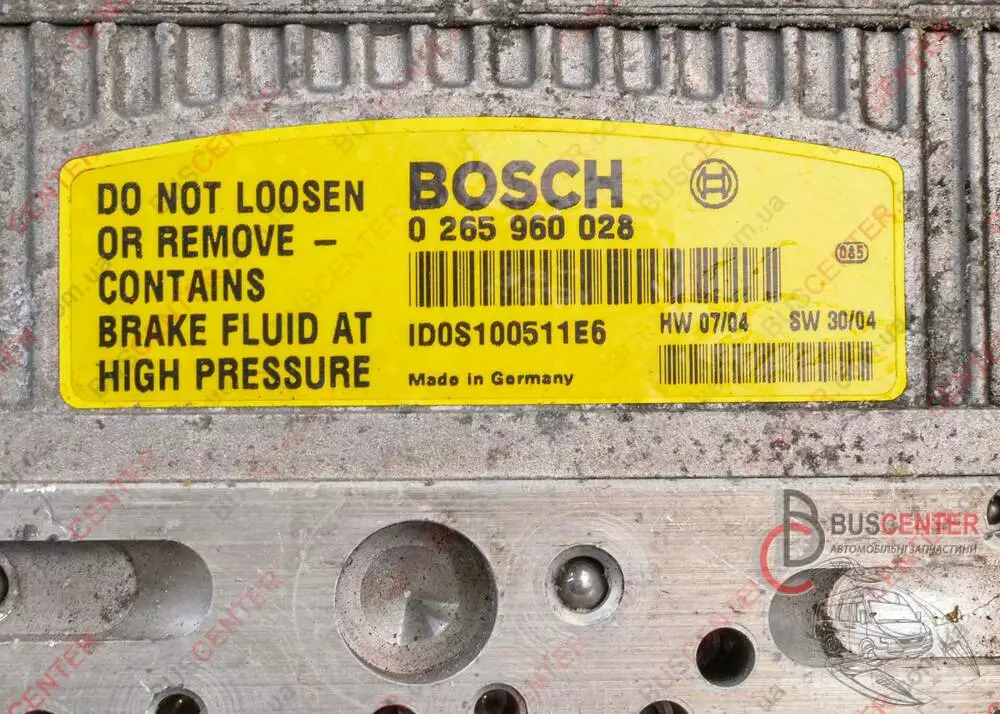 DO NOT LOOSEN
OR REMOVE –
CONTAINS
BRAKE FLUID AT
HIGH PRESSURE
BOSCH
0 265 960 028
085
ID0S100511E6
HW 07/04 SW 30/04
Made in Germany
BUSCENTER
АВТОМОБІЛЬНІ ЗАПЧАСТИНИ